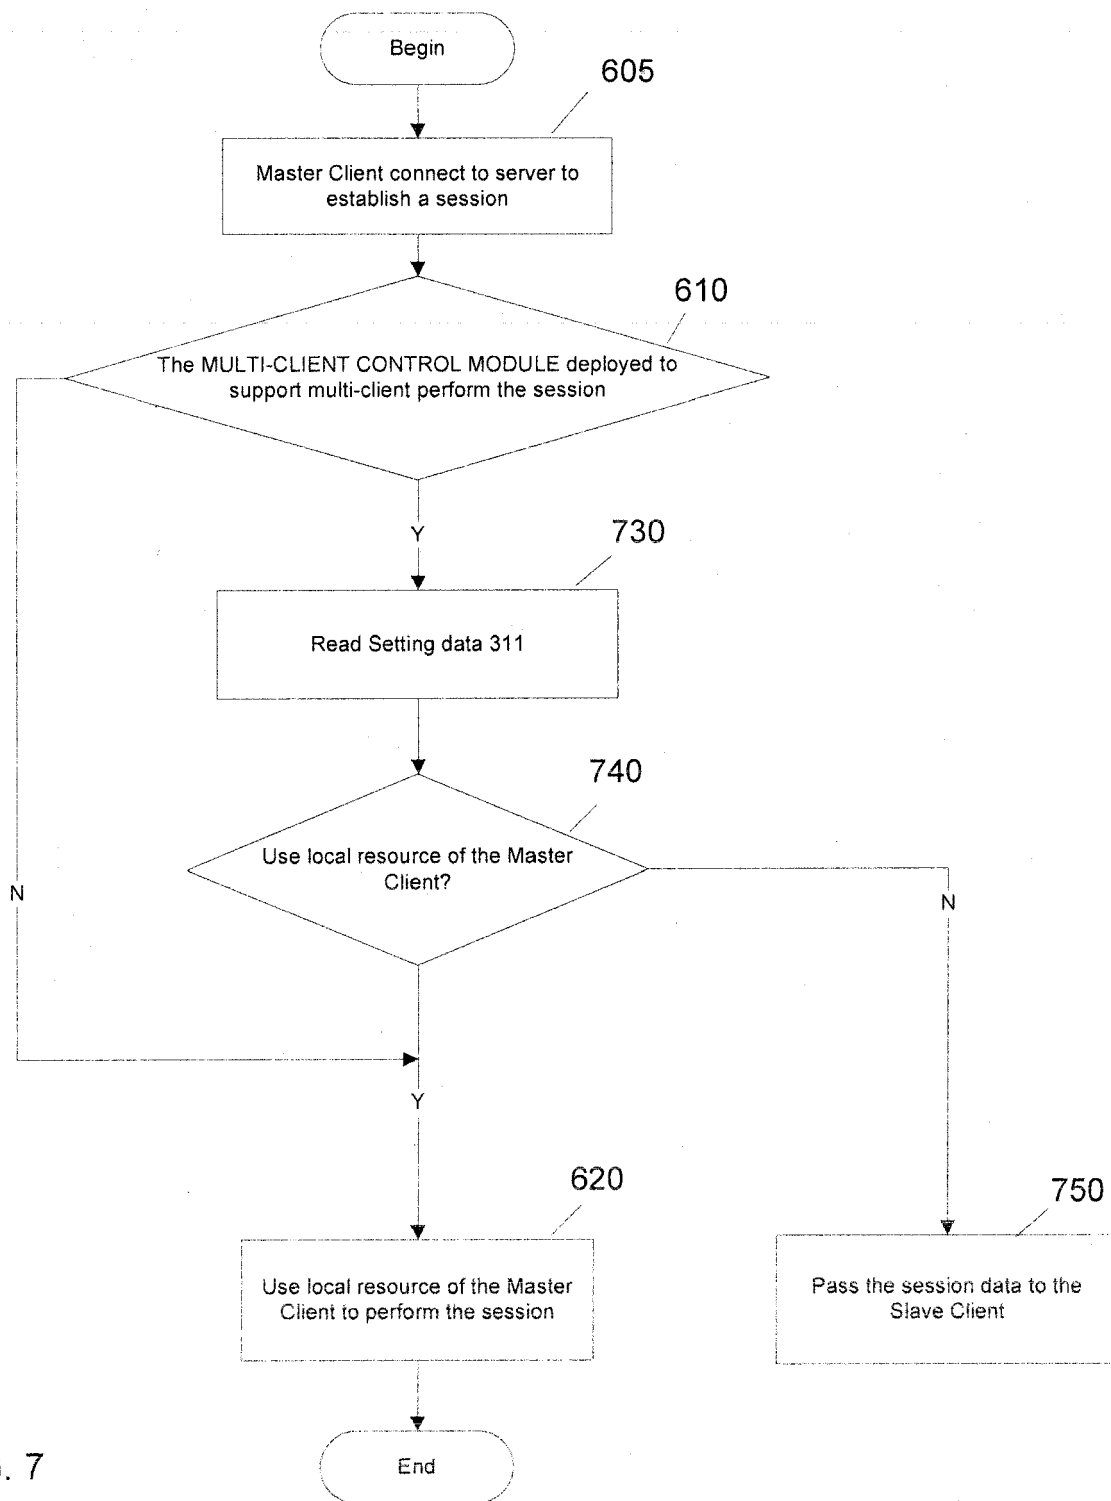 Begin
605
Master Client connect to server to
establish a session
610
The MULTI-CLIENT CONTROL MODULE deployed to
support multi-client perform the session
Y
730
Read Setting data 311
740
Use local resource of the Master
Client?
N
N
Y
620
750
Use local resource of the Master
Client to perform the session
Pass the session data to the
Slave Client
End
. 7